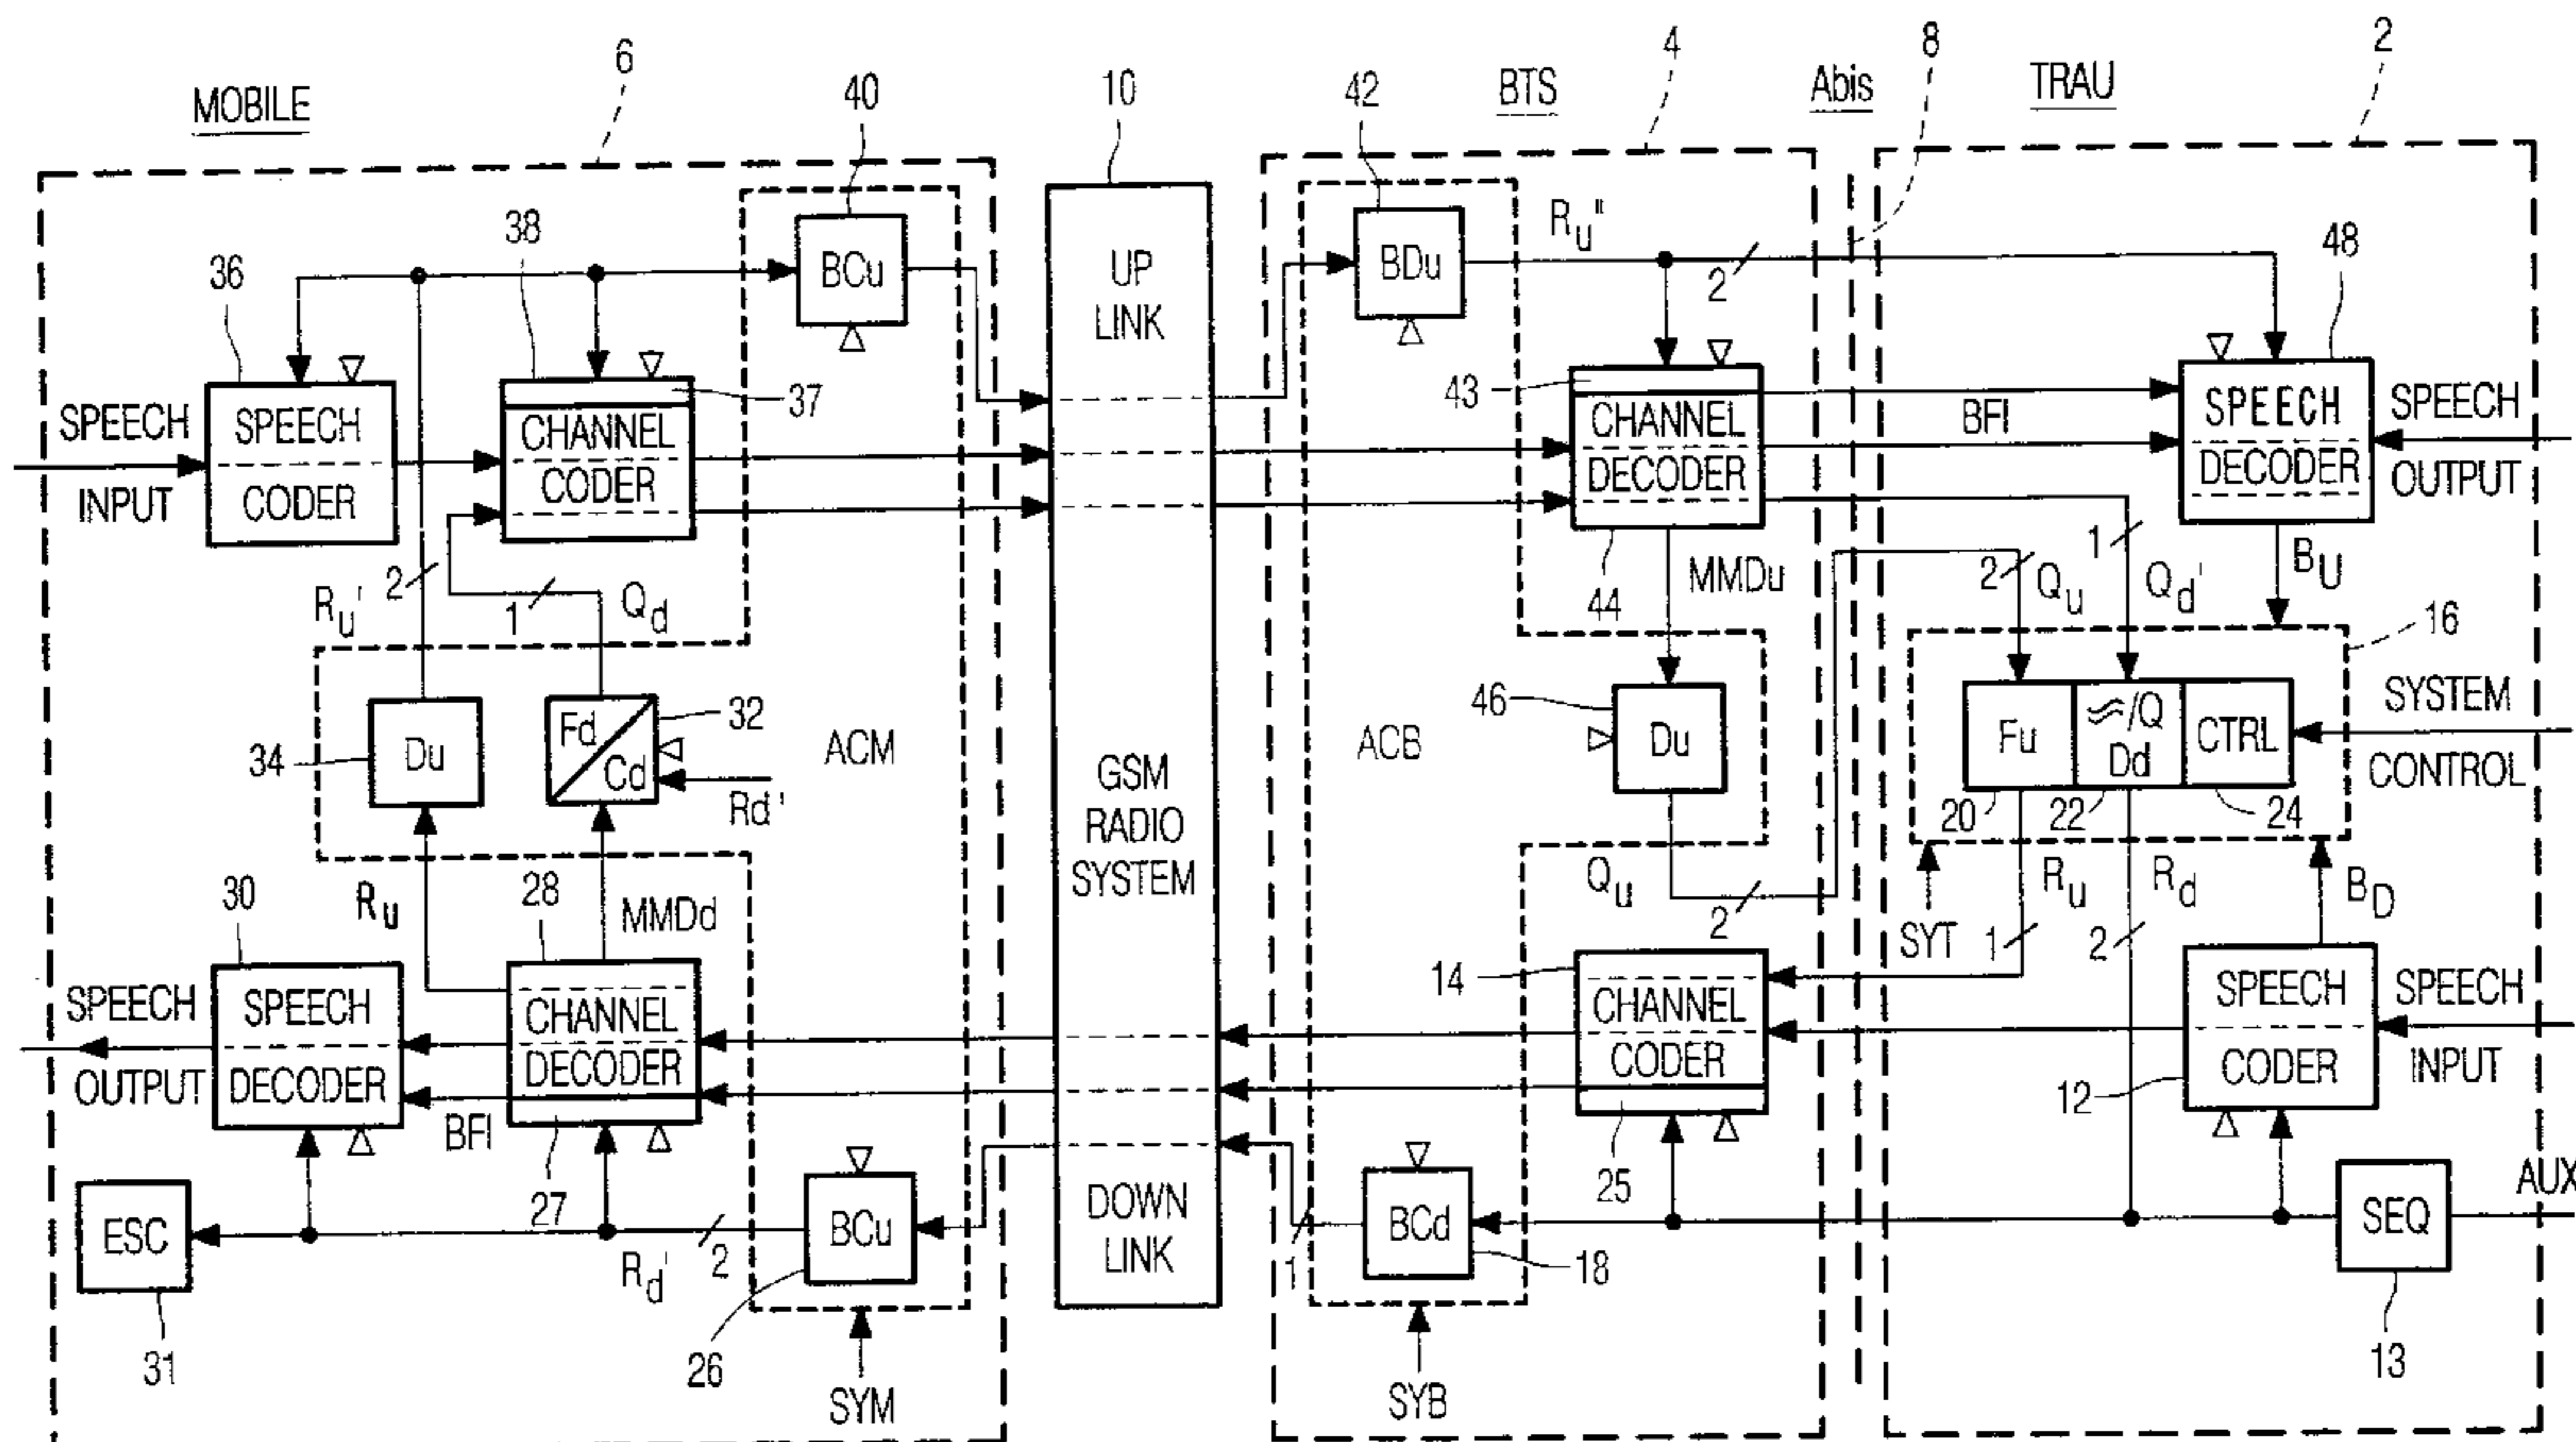 MOBILE
6
40
10
42
BTS
4
Abis
8
TRAU
2
36
38
BCu
UP
LINK
BDu
Ru"
2
48
37
43
SPEECH
INPUT
SPEECH
CODER
CHANNEL
CODER
CHANNEL
DECODER
BFI
SPEECH
DECODER
SPEECH
OUTPUT
Ru'
2
1
Qd
44
MMDu
2
Qu
1
Qd'
BU
16
34
Du
Fd
Cd
32
Rd'
ACM
GSM
RADIO
SYSTEM
ACB
46
Du
Fu
≈/Q
Dd
CTRL
SYSTEM
CONTROL
20
22
24
30
Ru
28
MMDd
Qu
2
SYT
Ru
1
Rd
2
BD
SPEECH
OUTPUT
SPEECH
DECODER
BFI
CHANNEL
DECODER
27
14
CHANNEL
CODER
25
12
SPEECH
CODER
SPEECH
INPUT
ESC
31
Rd'
2
BCu
26
DOWN
LINK
1
BCd
18
SEQ
13
AUX
SYM
SYB